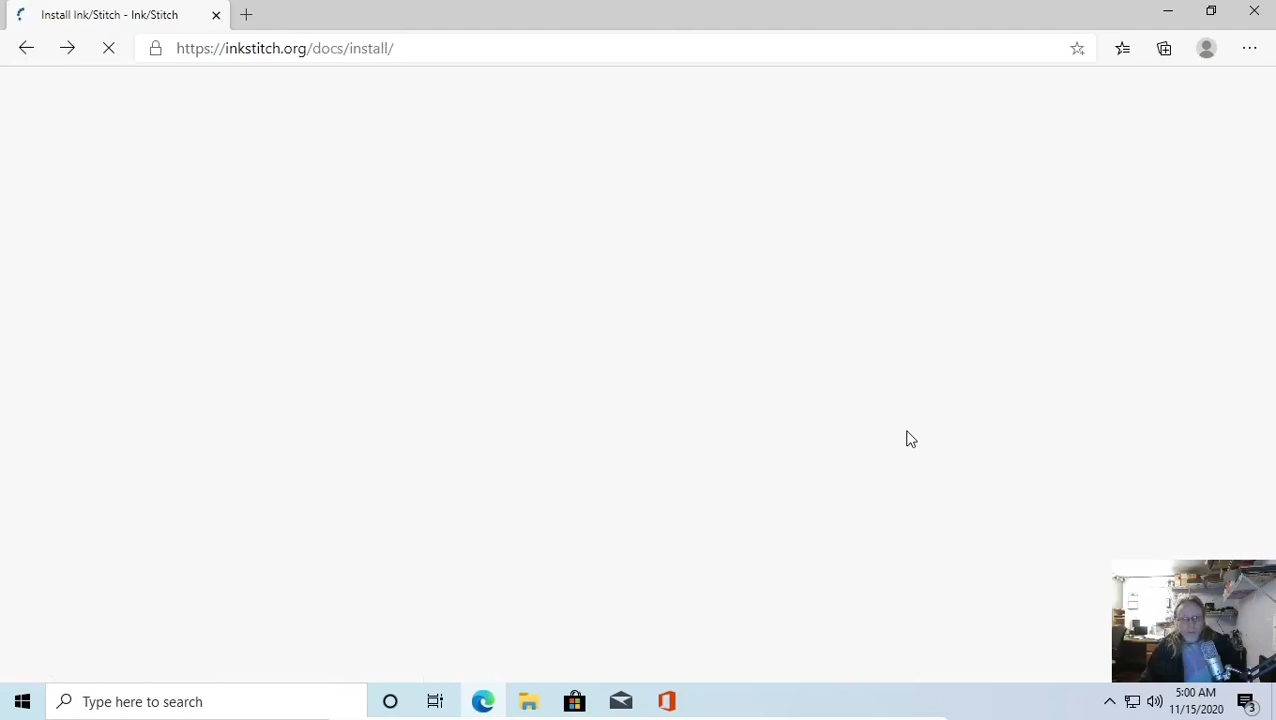 Install Ink/Stitch - Ink/Stitch
https://inkstitch.org/docs/install/
Type here to search
5:00 AM
11/15/2020
3